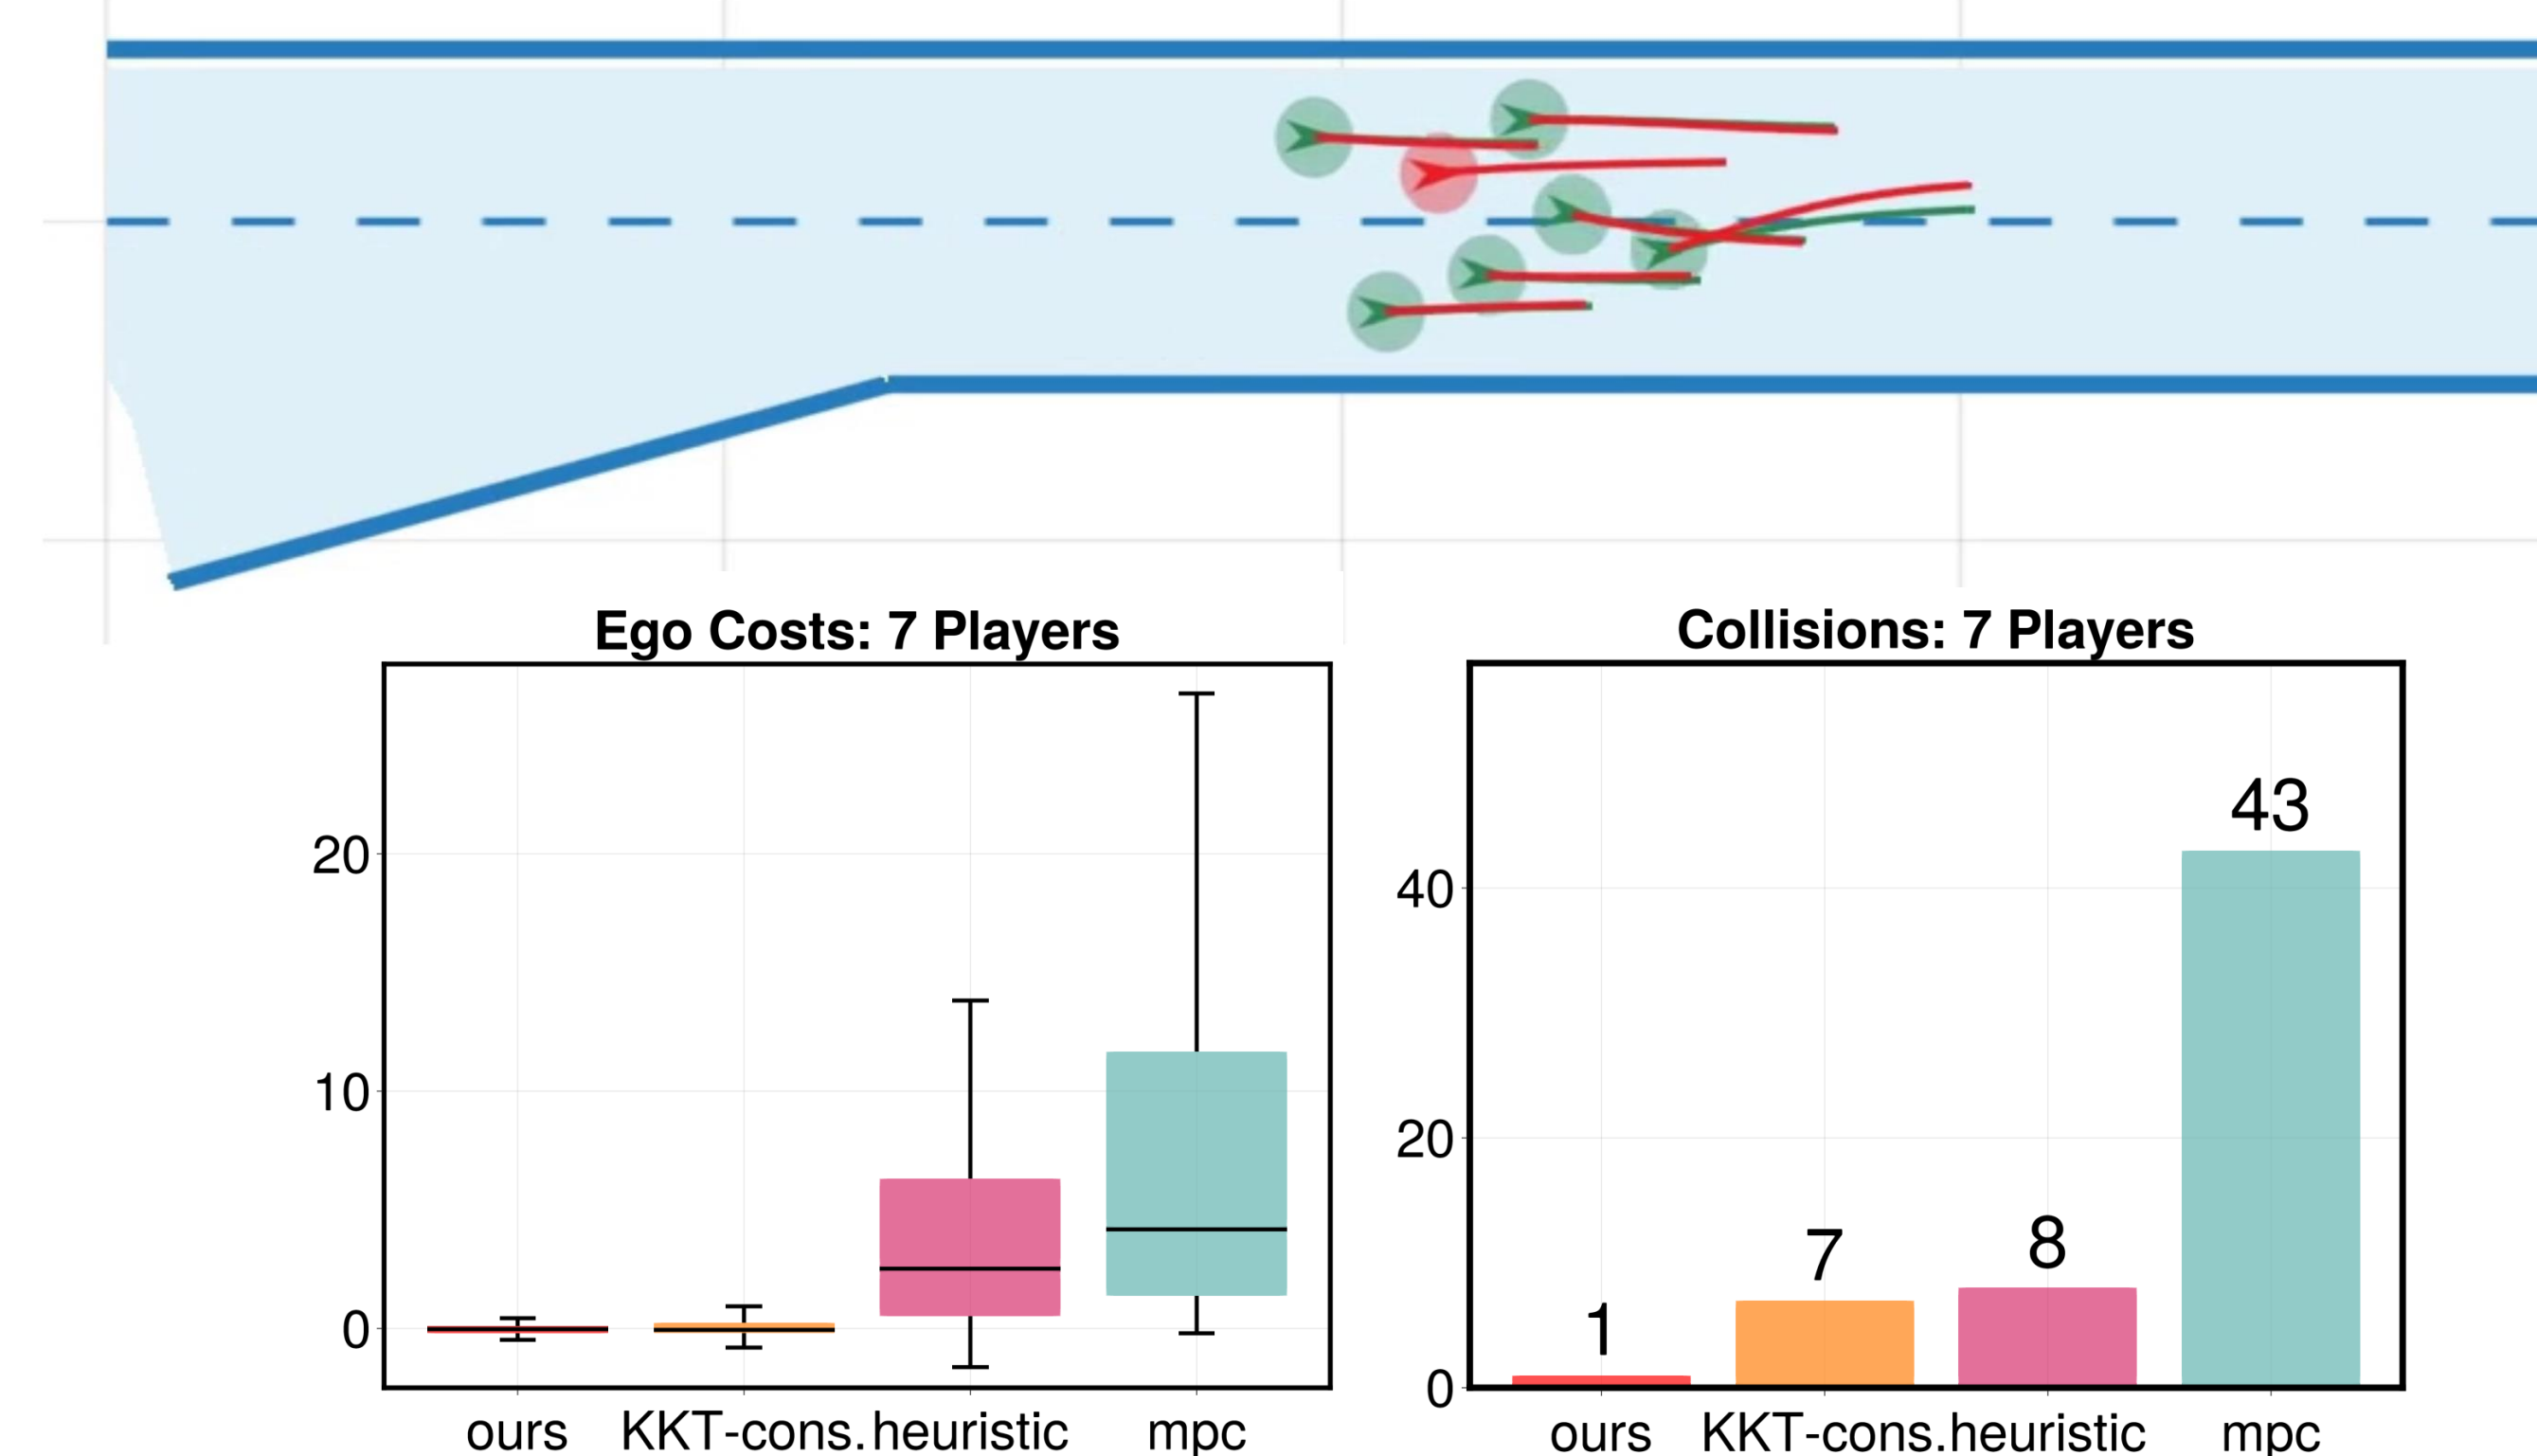 Ego Costs: 7 Players
20
10
0
ours KKT-cons. heuristic mpc
Collisions: 7 Players
43
40
20
8
7
1
0
ours KKT-cons. heuristic mpc